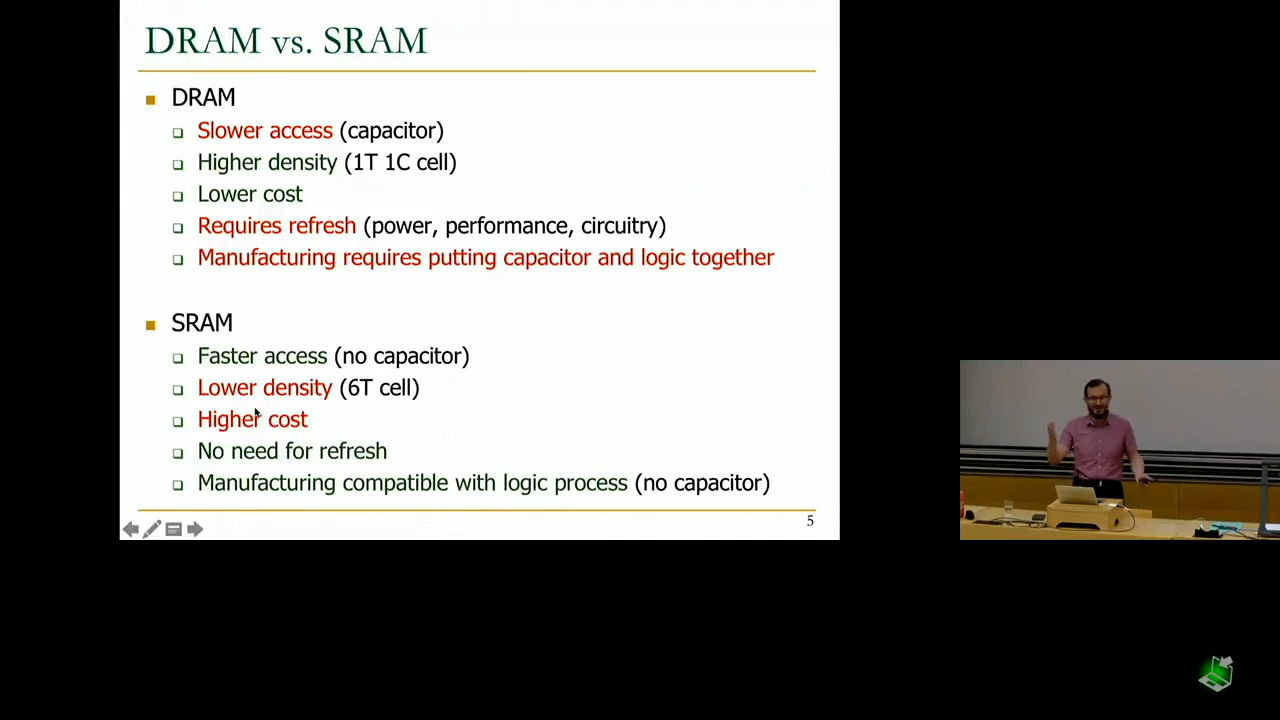 DRAM vs. SRAM
DRAM
Slower access (capacitor)
Higher density (1T 1C cell)
Lower cost
Requires refresh (power, performance, circuitry)
Manufacturing requires putting capacitor and logic together
SRAM
Faster access (no capacitor)
Lower density (6T cell)
Higher cost
No need for refresh
Manufacturing compatible with logic process (no capacitor)
5